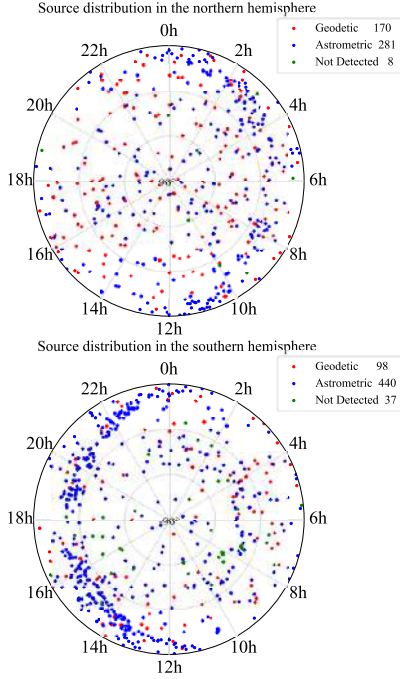 Source distribution in the northern hemisphere
0h
Geodetic 170
Astrometric 281
Not Detected 8
22h
2h
20h
4h
18h
6h
16h
8h
14h
10h
12h
Source distribution in the southern hemisphere
0h
Geodetic 98
Astrometric 440
Not Detected 37
22h
2h
20h
4h
18h
6h
16h
8h
14h
10h
12h